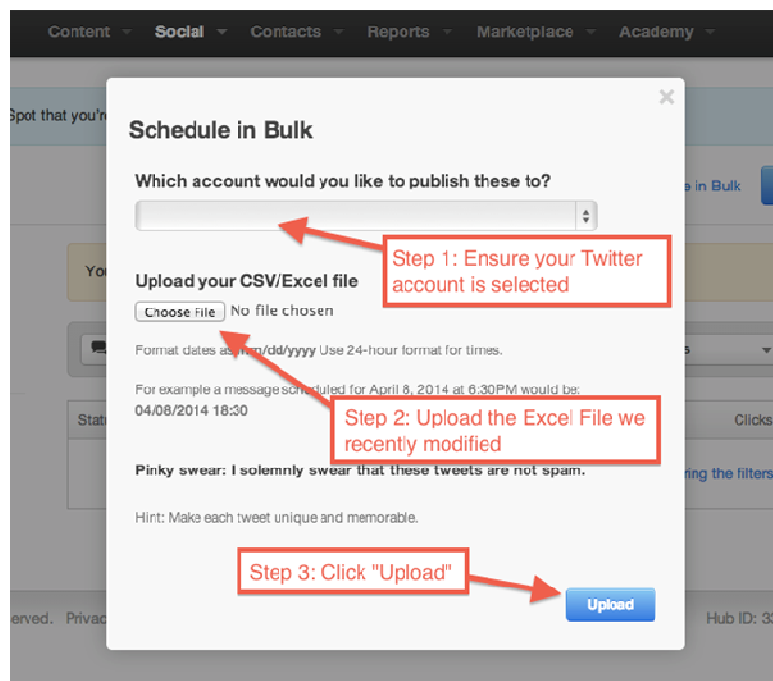 Content Social Contacts Reports Marketplace Academy
Spot that you're
Schedule in Bulk
Which account would you like to publish these to?
e in Bulk
Step 1: Ensure your Twitter
account is selected
Upload your CSV/Excel file
Choose File No file chosen
Format dates as mm/dd/yyyy Use 24-hour format for times.
For example a message scheduled for April 8, 2014 at 6:30PM would be:
04/08/2014 18:30
Step 2: Upload the Excel File we
recently modified
Clicks
Pinky swear: I solemnly swear that these tweets are not spam.
ring the filters
Hint: Make each tweet unique and memorable.
Step 3: Click "Upload"
Upload
erved. Privac
Hub ID: 33